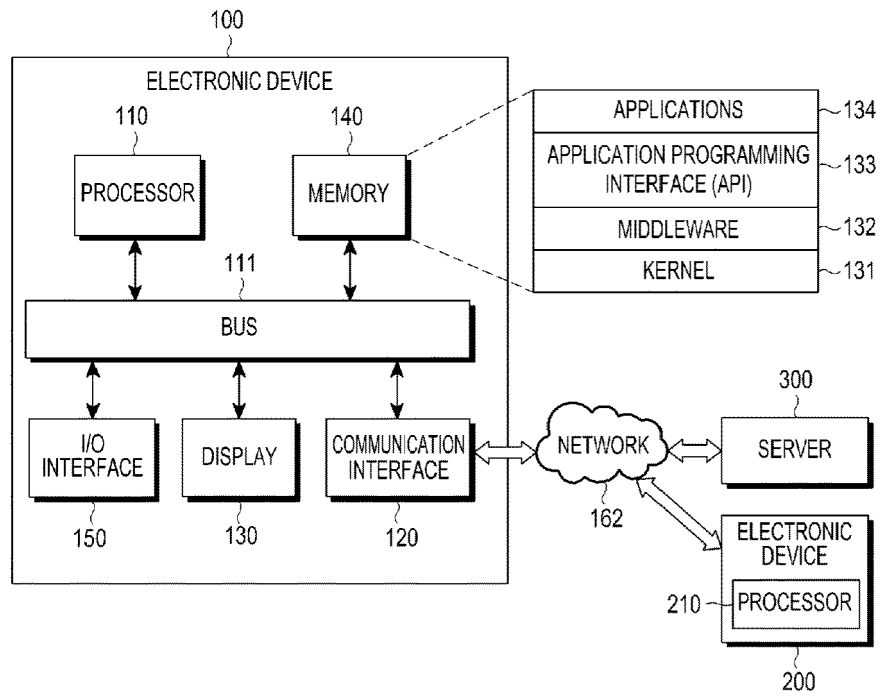 100
ELECTRONIC DEVICE
110
140
PROCESSOR
MEMORY
APPLICATIONS
134
APPLICATION PROGRAMMING
INTERFACE (API)
133
MIDDLEWARE
132
KERNEL
131
111
BUS
I/O
INTERFACE
DISPLAY
COMMUNICATION
INTERFACE
150
130
120
NETWORK
162
300
SERVER
ELECTRONIC
DEVICE
210
PROCESSOR
200